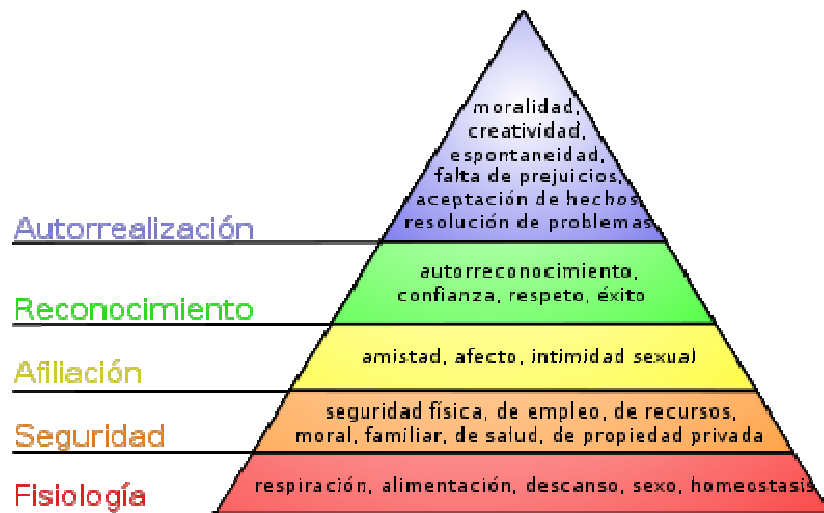 moralidad,
creatividad,
espontaneidad,
falta de prejuicios,
aceptación de hechos,
resolución de problemas
Autorrealización
autorreconocimiento,
confianza, respeto, éxito
Reconocimiento
amistad, afecto, intimidad sexual
Afiliación
seguridad física, de empleo, de recursos,
moral, familiar, de salud, de propiedad privada
Seguridad
respiración, alimentación, descanso, sexo, homeostasis
Fisiología